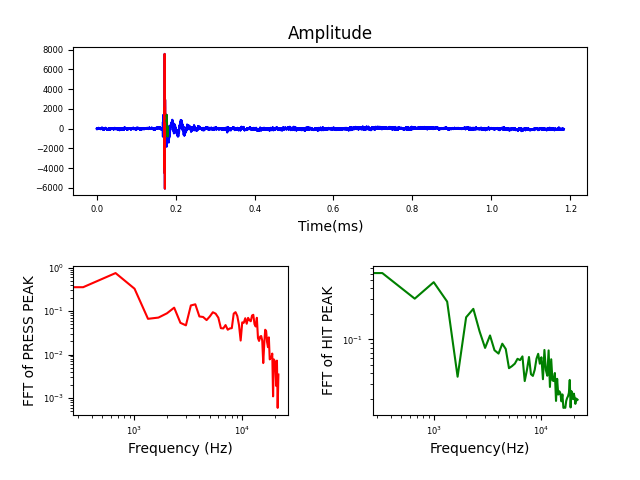 Amplitude
8000
6000
4000
2000
0
−2000
−4000
−6000
0.0 0.2 0.4 0.6 0.8 1.0 1.2
Time(ms)
FFT of PRESS PEAK
10⁰
10⁻¹
10⁻²
10⁻³
10³ 10⁴
Frequency (Hz)
FFT of HIT PEAK
10⁻¹
10³ 10⁴
Frequency(Hz)